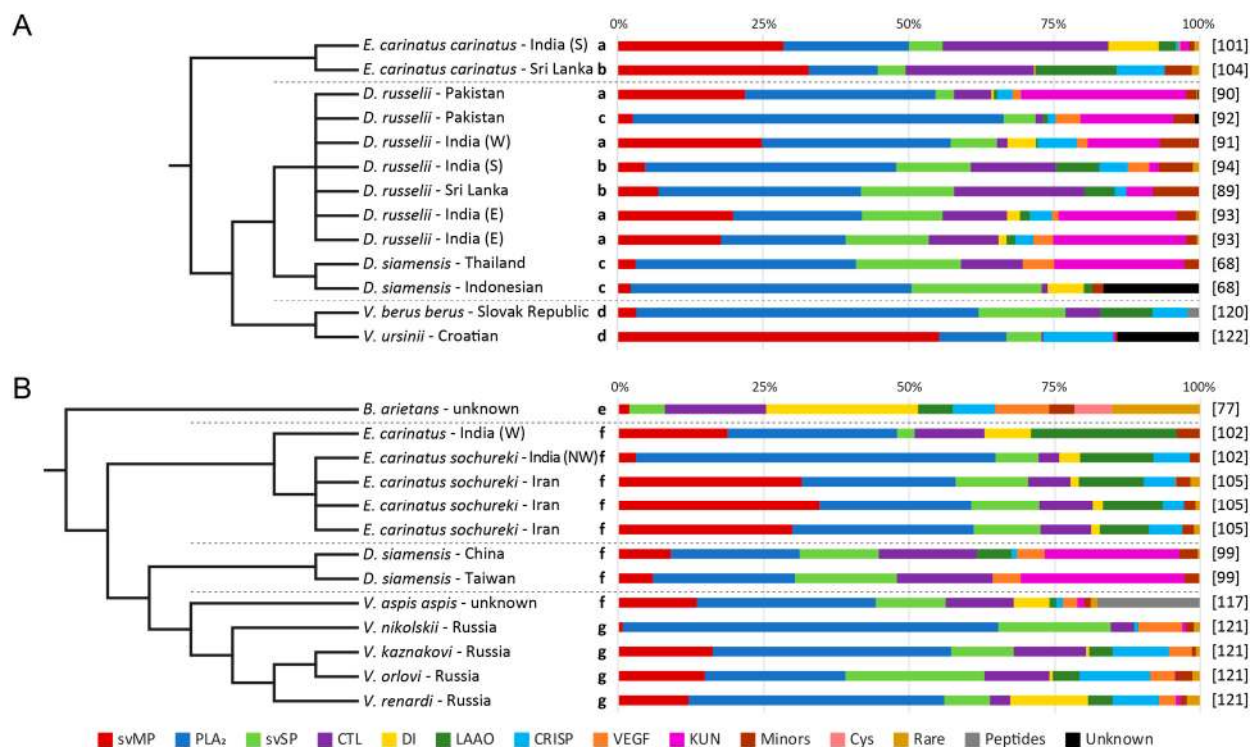 A
0% 25% 50% 75% 100%
E. carinatus carinatus - India (S) a [101]
E. carinatus carinatus - Sri Lanka b [104]
D. russelii - Pakistan a [90]
D. russelii - Pakistan c [92]
D. russelii - India (W) a [91]
D. russelii - India (S) b [94]
D. russelii - Sri Lanka b [89]
D. russelii - India (E) a [93]
D. russelii - India (E) a [93]
D. siamensis - Thailand c [68]
D. siamensis - Indonesian c [68]
V. berus berus - Slovak Republic d [120]
V. ursinii - Croatian d [122]
B
0% 25% 50% 75% 100%
B. arietans - unknown e [77]
E. carinatus - India (W) f [102]
E. carinatus sochureki - India (NW) f [102]
E. carinatus sochureki - Iran f [105]
E. carinatus sochureki - Iran f [105]
E. carinatus sochureki - Iran f [105]
D. siamensis - China f [99]
D. siamensis - Taiwan f [99]
V. aspis aspis - unknown f [117]
V. nikolskii - Russia g [121]
V. kaznakovi - Russia g [121]
V. orlovi - Russia g [121]
V. renardi - Russia g [121]
svMP PLA₂ svSP CTL DI LAAO CRISP VEGF KUN Minors Cys Rare Peptides Unknown